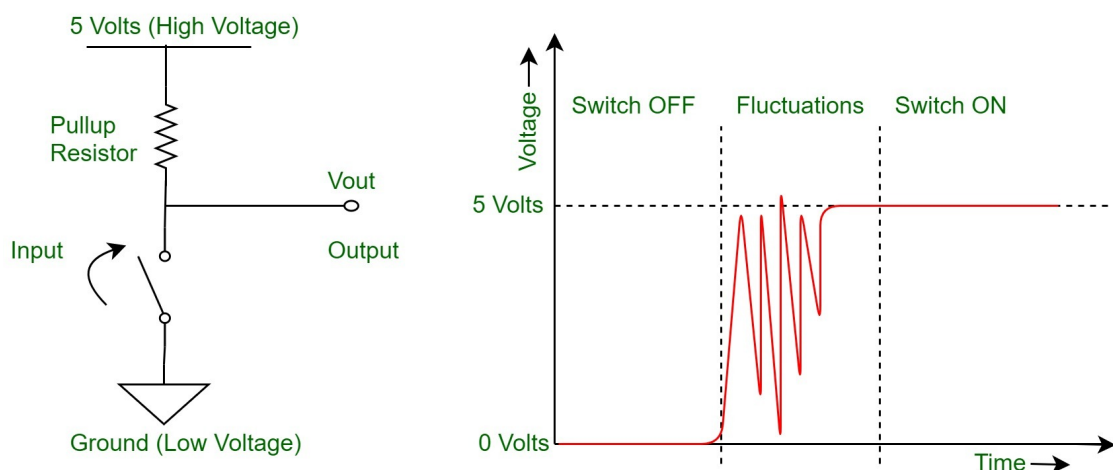 5 Volts (High Voltage)
Pullup
Resistor
Vout
Input
Output
Ground (Low Voltage)
Voltage
Switch OFF
Fluctuations
Switch ON
5 Volts
0 Volts
Time